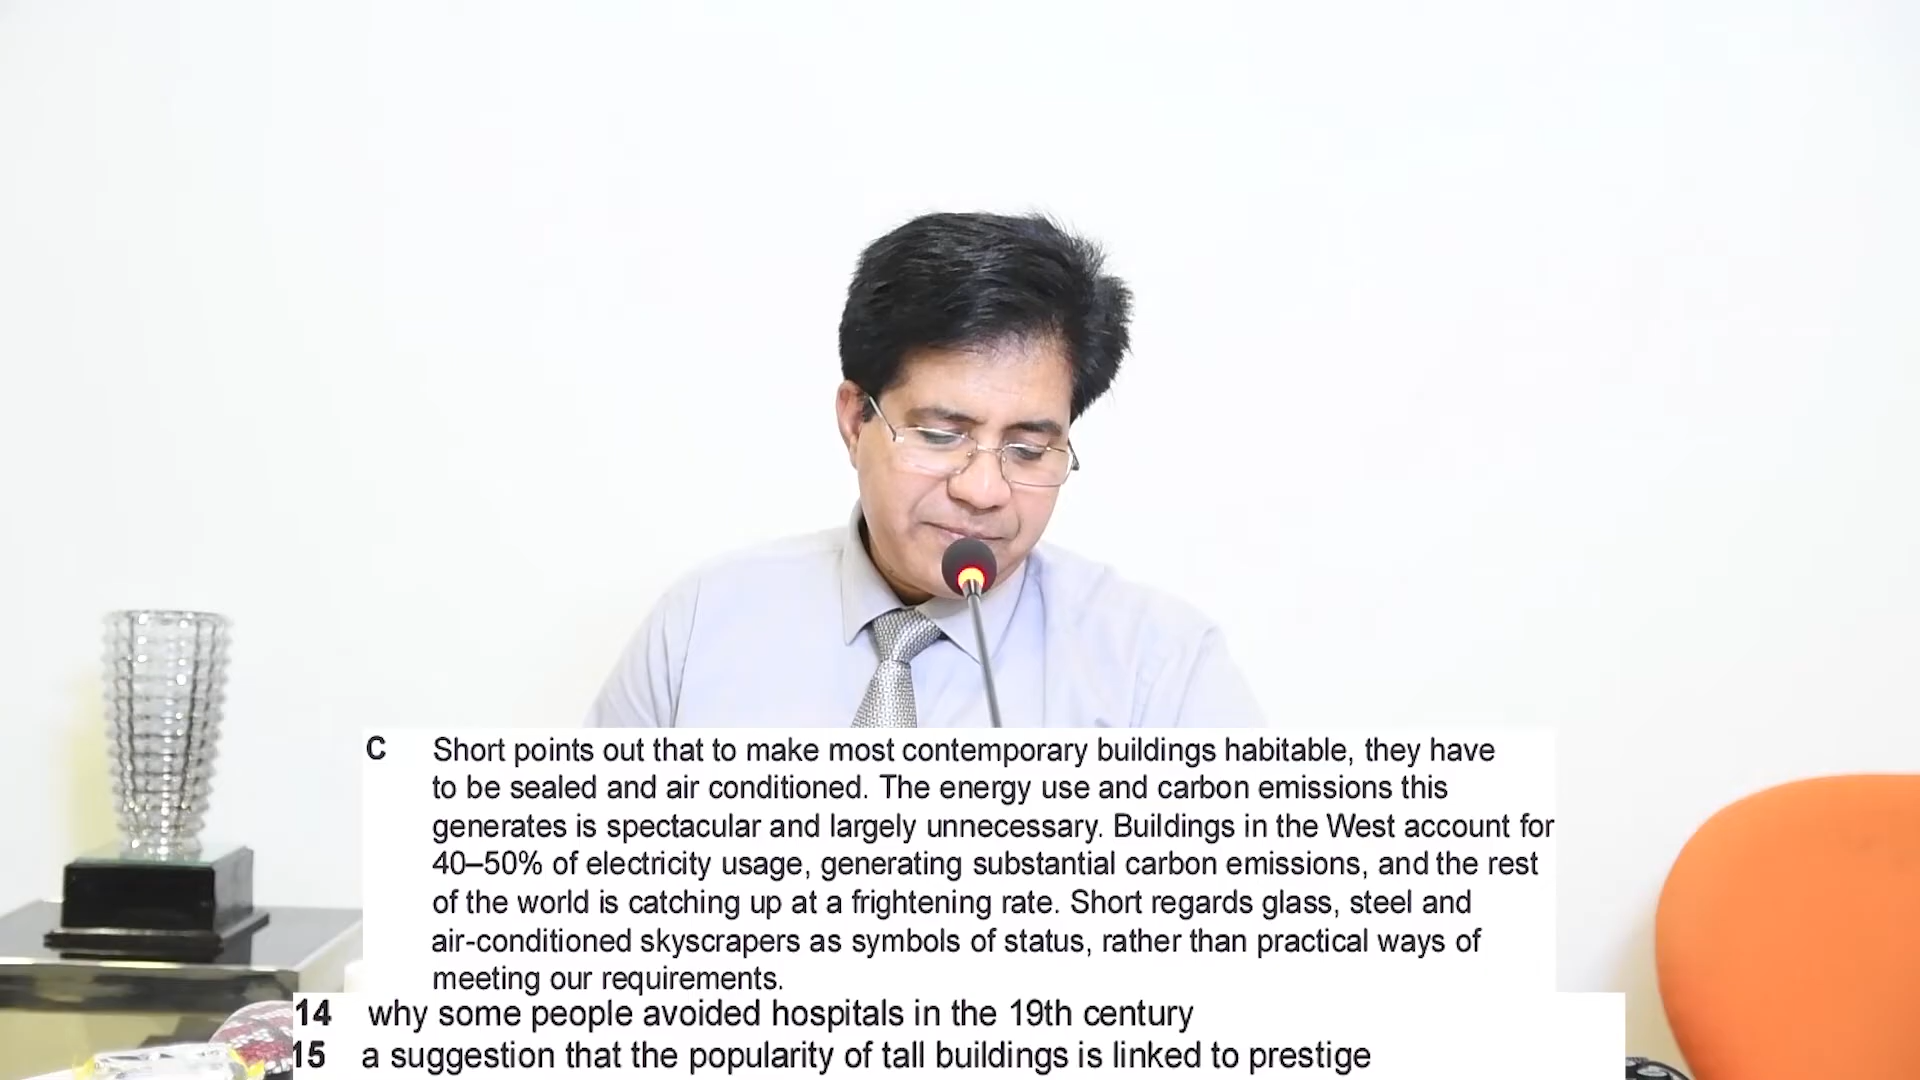 C Short points out that to make most contemporary buildings habitable, they have
to be sealed and air conditioned. The energy use and carbon emissions this
generates is spectacular and largely unnecessary. Buildings in the West account for
40–50% of electricity usage, generating substantial carbon emissions, and the rest
of the world is catching up at a frightening rate. Short regards glass, steel and
air-conditioned skyscrapers as symbols of status, rather than practical ways of
meeting our requirements.
14 why some people avoided hospitals in the 19th century
15 a suggestion that the popularity of tall buildings is linked to prestige